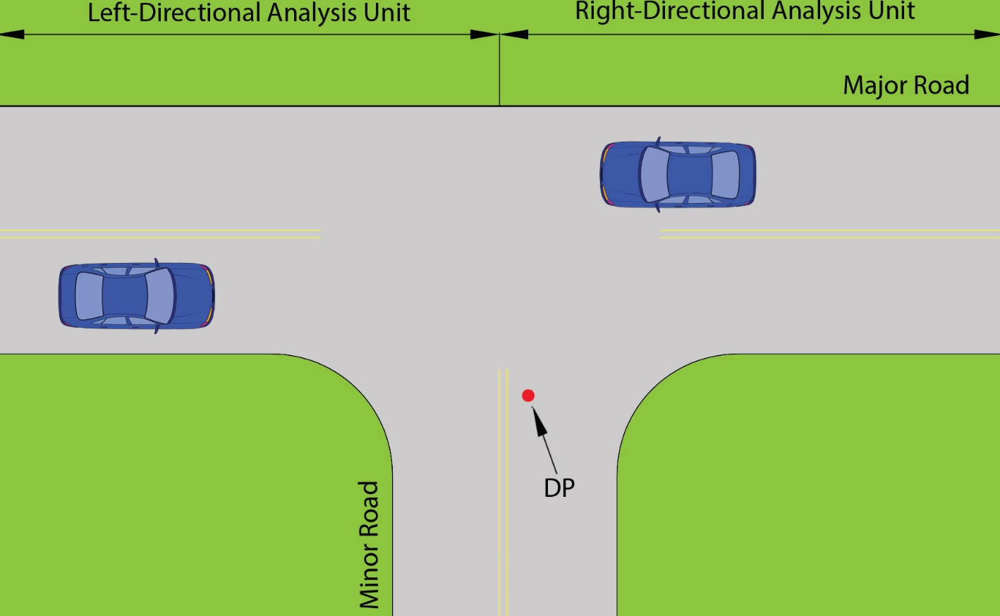 Left-Directional Analysis Unit
Right-Directional Analysis Unit
Major Road
DP
Minor Road